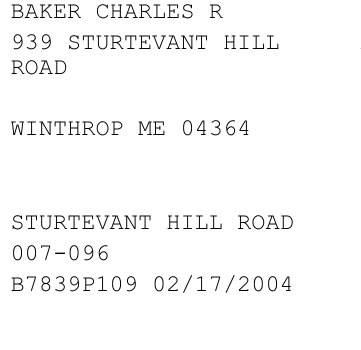 BAKER CHARLES R
939 STURTEVANT HILL
ROAD
WINTHROP ME 04364
STURTEVANT HILL ROAD
007-096
B7839P109 02/17/2004